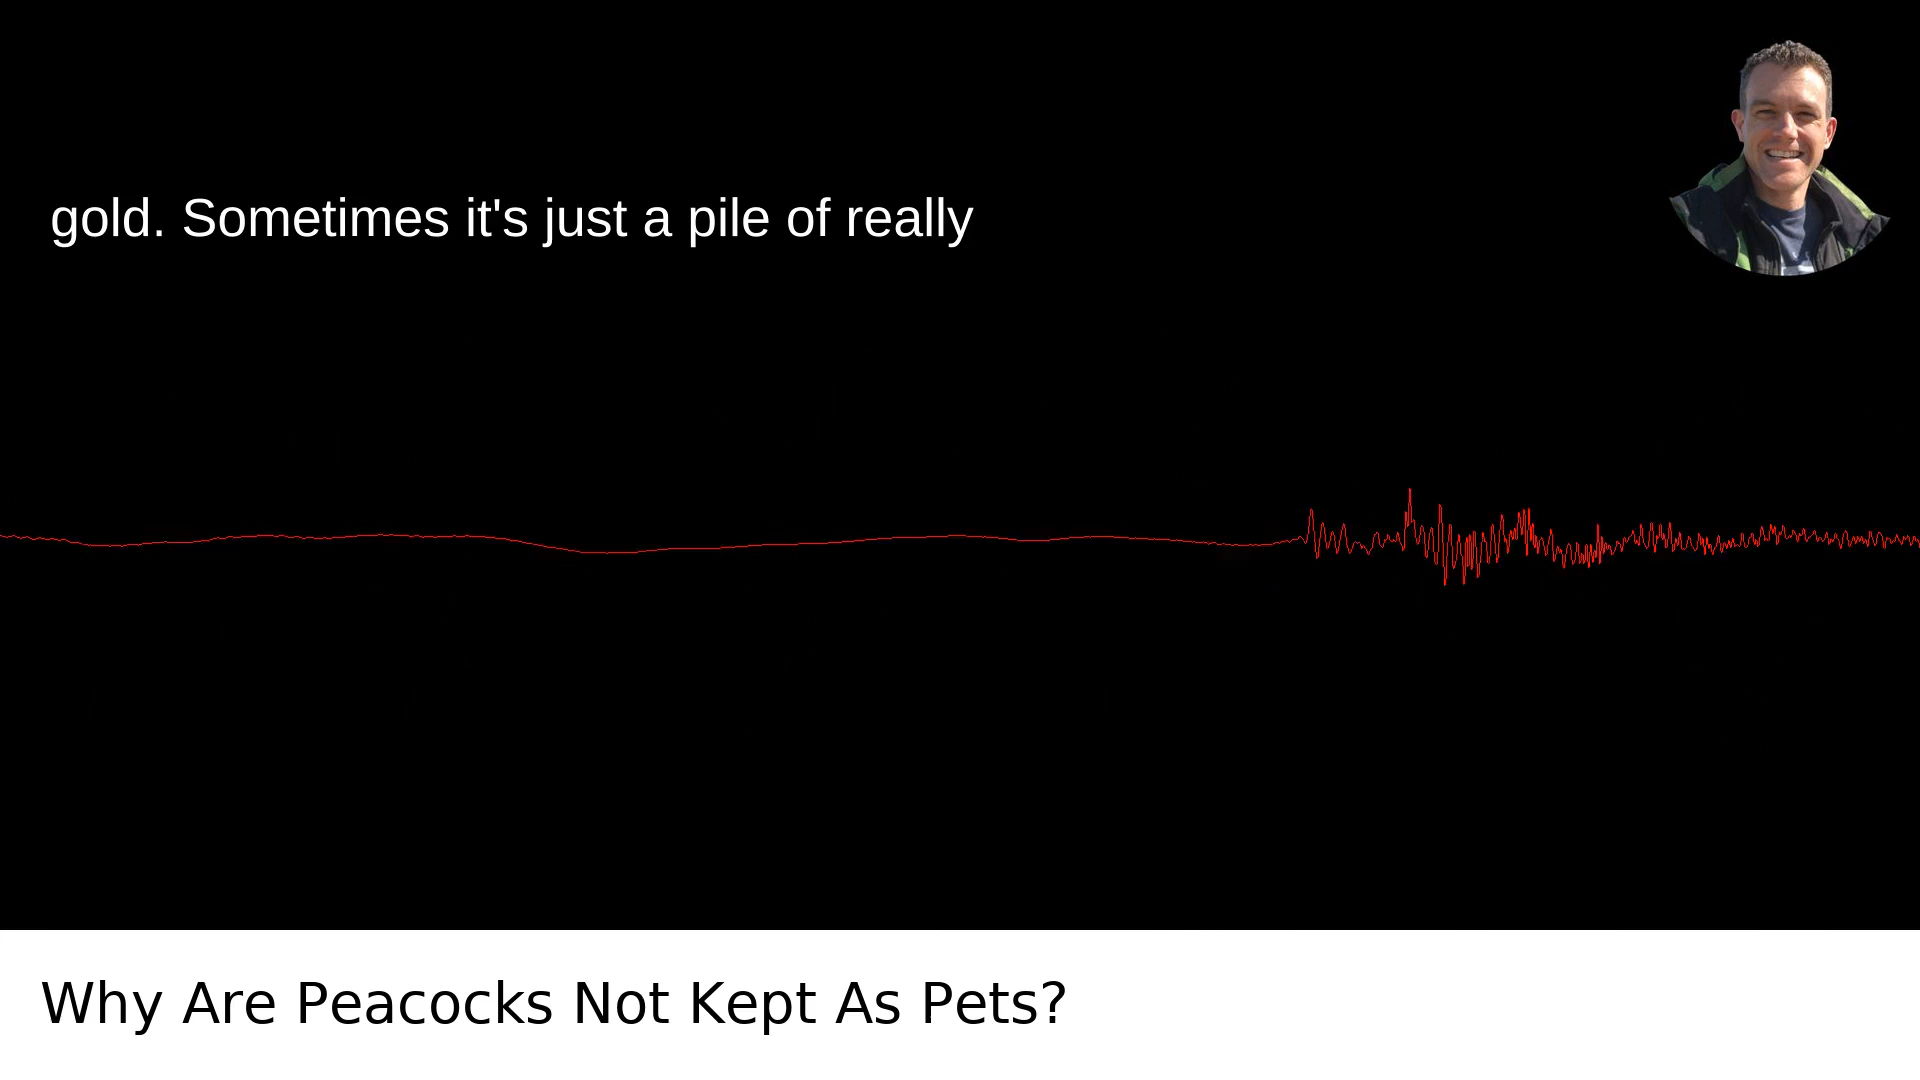 gold. Sometimes it's just a pile of really
Why Are Peacocks Not Kept As Pets?